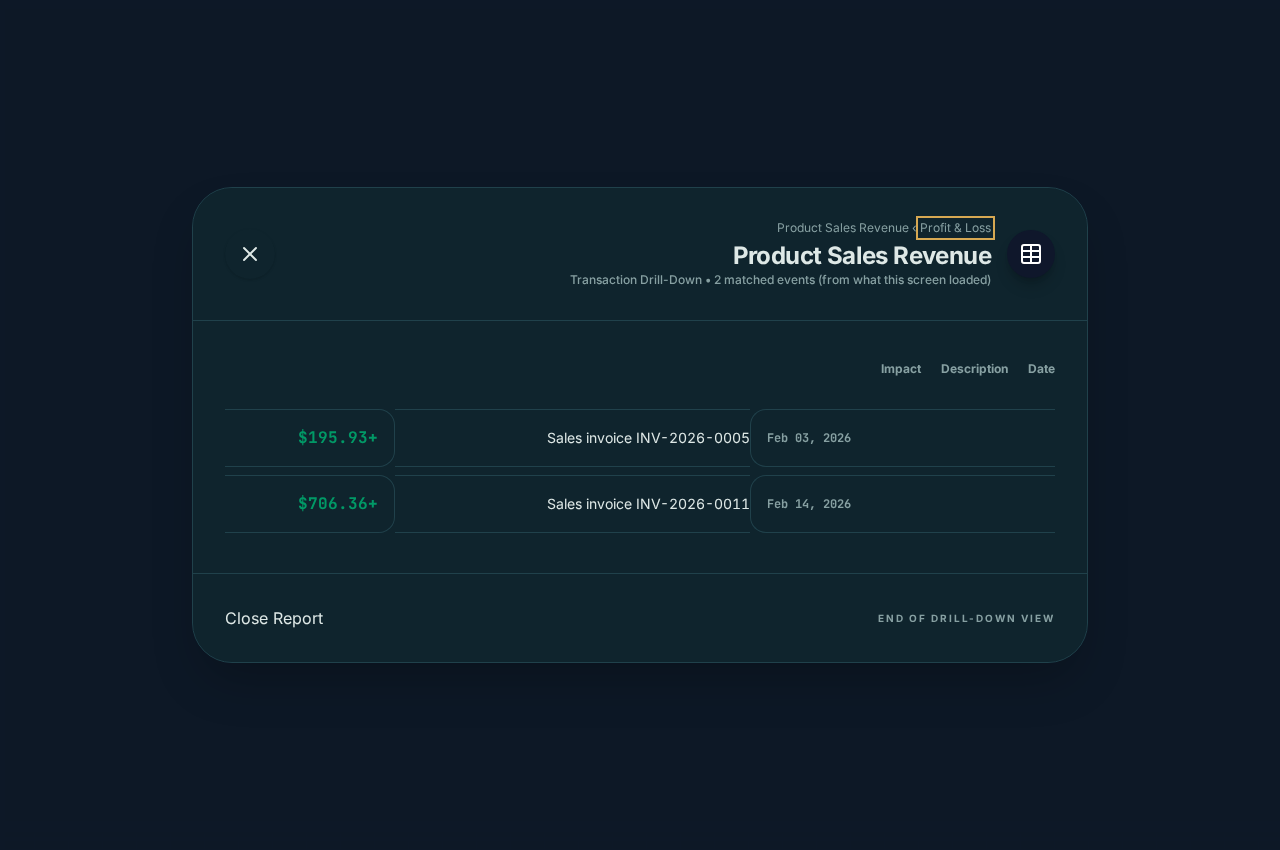 Product Sales Revenue ‹ Profit & Loss
Product Sales Revenue
Transaction Drill-Down • 2 matched events (from what this screen loaded)
Impact Description Date
$195.93+ Sales invoice INV-2026-0005 Feb 03, 2026
$706.36+ Sales invoice INV-2026-0011 Feb 14, 2026
Close Report END OF DRILL-DOWN VIEW